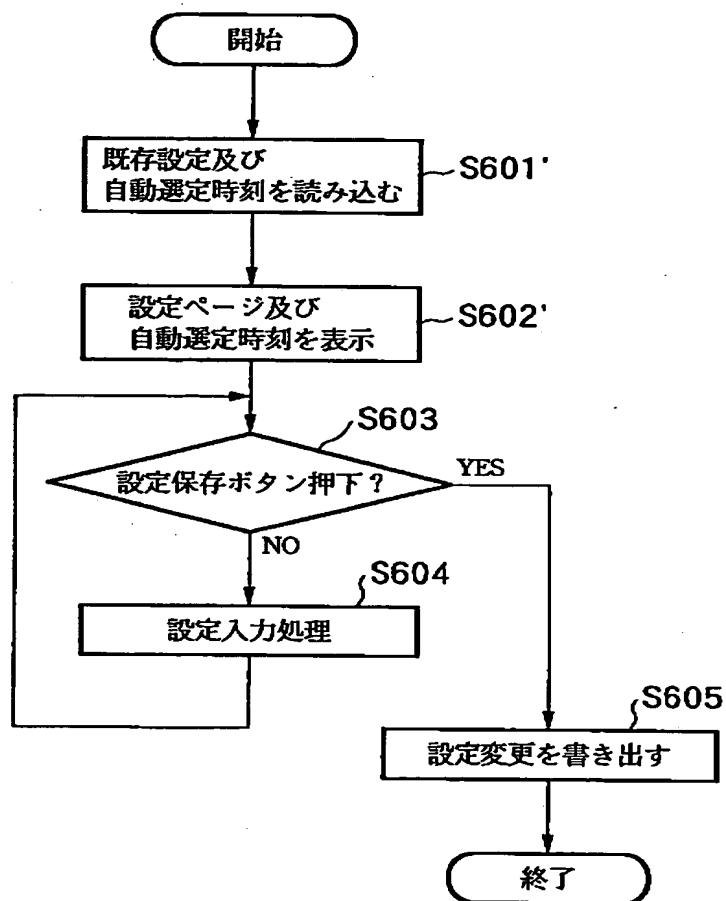 開始
既存設定及び
自動選定時刻を読み込む
S601'
設定ページ及び
自動選定時刻を表示
S602'
S603
設定保存ボタン押下?
YES
NO
S604
設定入力処理
S605
設定変更を書き出す
終了